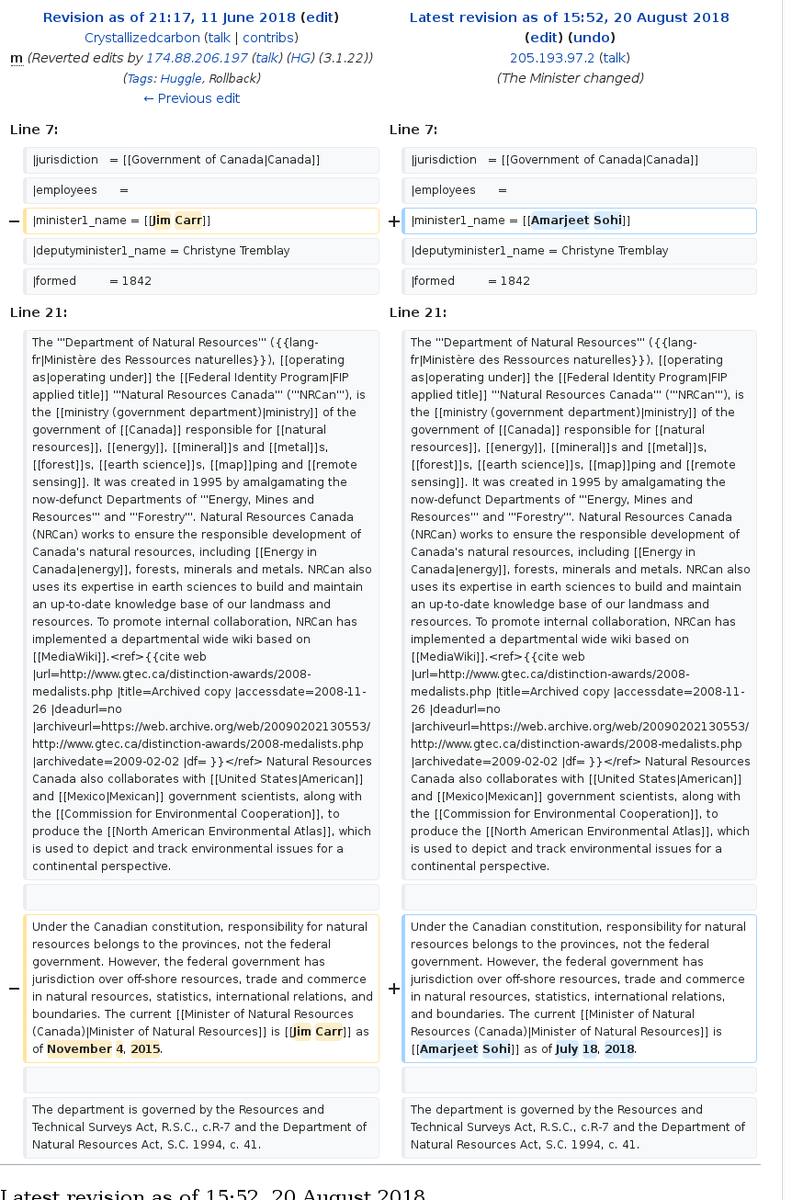 Revision as of 21:17, 11 June 2018 (edit)
Crystallizedcarbon (talk | contribs)
m (Reverted edits by 174.88.206.197 (talk) (HG) (3.1.22))
(Tags: Huggle, Rollback)
← Previous edit
Latest revision as of 15:52, 20 August 2018
(edit) (undo)
205.193.97.2 (talk)
(The Minister changed)
Line 7:
Line 7:
|jurisdiction = [[Government of Canada|Canada]]
|jurisdiction = [[Government of Canada|Canada]]
|employees =
|employees =
− |minister1_name = [[Jim Carr]]
+ |minister1_name = [[Amarjeet Sohi]]
|deputyminister1_name = Christyne Tremblay
|deputyminister1_name = Christyne Tremblay
|formed = 1842
|formed = 1842
Line 21:
Line 21:
The '''Department of Natural Resources''' ({{lang-
fr|Ministère des Ressources naturelles}}), [[operating
as|operating under]] the [[Federal Identity Program|FIP
applied title]] '''Natural Resources Canada''' ('''NRCan'''), is
the [[ministry (government department)|ministry]] of the
government of [[Canada]] responsible for [[natural
resources]], [[energy]], [[mineral]]s and [[metal]]s,
[[forest]]s, [[earth science]]s, [[map]]ping and [[remote
sensing]]. It was created in 1995 by amalgamating the
now-defunct Departments of '''Energy, Mines and
Resources''' and '''Forestry'''. Natural Resources Canada
(NRCan) works to ensure the responsible development of
Canada's natural resources, including [[Energy in
Canada|energy]], forests, minerals and metals. NRCan also
uses its expertise in earth sciences to build and maintain
an up-to-date knowledge base of our landmass and
resources. To promote internal collaboration, NRCan has
implemented a departmental wide wiki based on
[[MediaWiki]].<ref>{{cite web
|url=http://www.gtec.ca/distinction-awards/2008-
medalists.php |title=Archived copy |accessdate=2008-11-
26 |deadurl=no
|archiveurl=https://web.archive.org/web/20090202130553/
http://www.gtec.ca/distinction-awards/2008-medalists.php
|archivedate=2009-02-02 |df= }}</ref> Natural Resources
Canada also collaborates with [[United States|American]]
and [[Mexico|Mexican]] government scientists, along with
the [[Commission for Environmental Cooperation]], to
produce the [[North American Environmental Atlas]], which
is used to depict and track environmental issues for a
continental perspective.
The '''Department of Natural Resources''' ({{lang-
fr|Ministère des Ressources naturelles}}), [[operating
as|operating under]] the [[Federal Identity Program|FIP
applied title]] '''Natural Resources Canada''' ('''NRCan'''), is
the [[ministry (government department)|ministry]] of the
government of [[Canada]] responsible for [[natural
resources]], [[energy]], [[mineral]]s and [[metal]]s,
[[forest]]s, [[earth science]]s, [[map]]ping and [[remote
sensing]]. It was created in 1995 by amalgamating the
now-defunct Departments of '''Energy, Mines and
Resources''' and '''Forestry'''. Natural Resources Canada
(NRCan) works to ensure the responsible development of
Canada's natural resources, including [[Energy in
Canada|energy]], forests, minerals and metals. NRCan also
uses its expertise in earth sciences to build and maintain
an up-to-date knowledge base of our landmass and
resources. To promote internal collaboration, NRCan has
implemented a departmental wide wiki based on
[[MediaWiki]].<ref>{{cite web
|url=http://www.gtec.ca/distinction-awards/2008-
medalists.php |title=Archived copy |accessdate=2008-11-
26 |deadurl=no
|archiveurl=https://web.archive.org/web/20090202130553/
http://www.gtec.ca/distinction-awards/2008-medalists.php
|archivedate=2009-02-02 |df= }}</ref> Natural Resources
Canada also collaborates with [[United States|American]]
and [[Mexico|Mexican]] government scientists, along with
the [[Commission for Environmental Cooperation]], to
produce the [[North American Environmental Atlas]], which
is used to depict and track environmental issues for a
continental perspective.
−
Under the Canadian constitution, responsibility for natural
resources belongs to the provinces, not the federal
government. However, the federal government has
jurisdiction over off-shore resources, trade and commerce
in natural resources, statistics, international relations, and
boundaries. The current [[Minister of Natural Resources
(Canada)|Minister of Natural Resources]] is [[Jim Carr]] as
of November 4, 2015.
+
Under the Canadian constitution, responsibility for natural
resources belongs to the provinces, not the federal
government. However, the federal government has
jurisdiction over off-shore resources, trade and commerce
in natural resources, statistics, international relations,
and boundaries. The current [[Minister of Natural
Resources (Canada)|Minister of Natural Resources]] is
[[Amarjeet Sohi]] as of July 18, 2018.
The department is governed by the Resources and
Technical Surveys Act, R.S.C., c.R-7 and the Department of
Natural Resources Act, S.C. 1994, c. 41.
The department is governed by the Resources and
Technical Surveys Act, R.S.C., c.R-7 and the Department of
Natural Resources Act, S.C. 1994, c. 41.
Latest revision as of 15:52, 20 August 2018